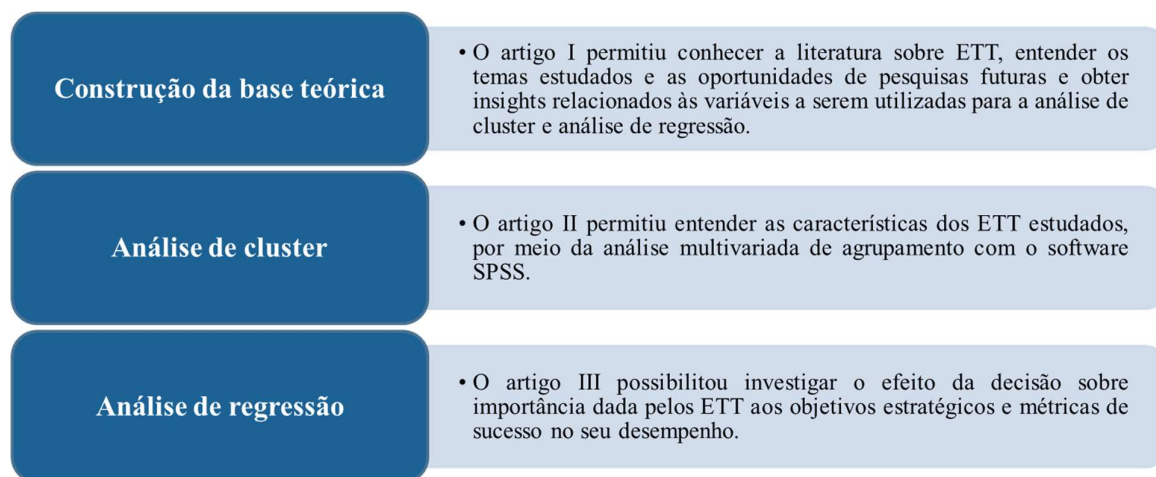 Construção da base teórica
• O artigo I permitiu conhecer a literatura sobre ETT, entender os
temas estudados e as oportunidades de pesquisas futuras e obter
insights relacionados às variáveis a serem utilizadas para a análise de
cluster e análise de regressão.
Análise de cluster
• O artigo II permitiu entender as características dos ETT estudados,
por meio da análise multivariada de agrupamento com o software
SPSS.
Análise de regressão
• O artigo III possibilitou investigar o efeito da decisão sobre
importância dada pelos ETT aos objetivos estratégicos e métricas de
sucesso no seu desempenho.